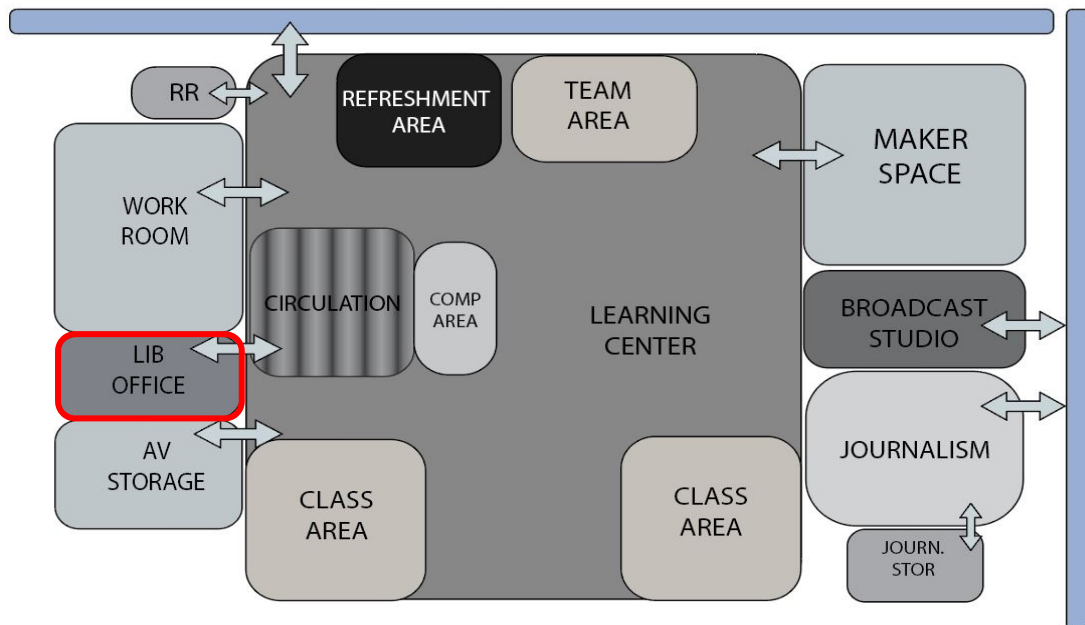 RR
REFRESHMENT
AREA
TEAM
AREA
MAKER
SPACE
WORK
ROOM
CIRCULATION
COMP
AREA
LEARNING
CENTER
BROADCAST
STUDIO
LIB
OFFICE
AV
STORAGE
CLASS
AREA
CLASS
AREA
JOURNALISM
JOURN.
STOR